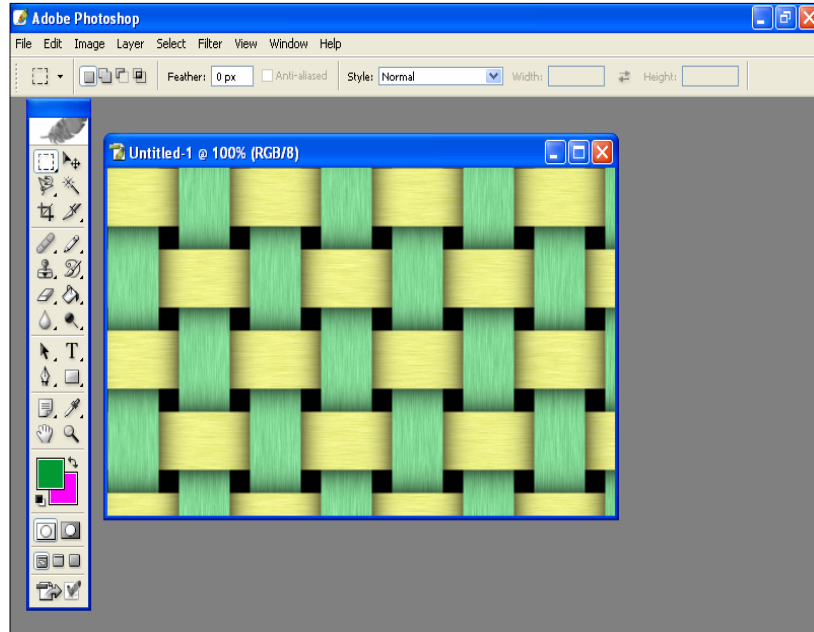 Adobe Photoshop
File Edit Image Layer Select Filter View Window Help
Feather: 0 px Anti-aliased Style: Normal Width: Height:
Untitled-1 @ 100% (RGB/8)
T